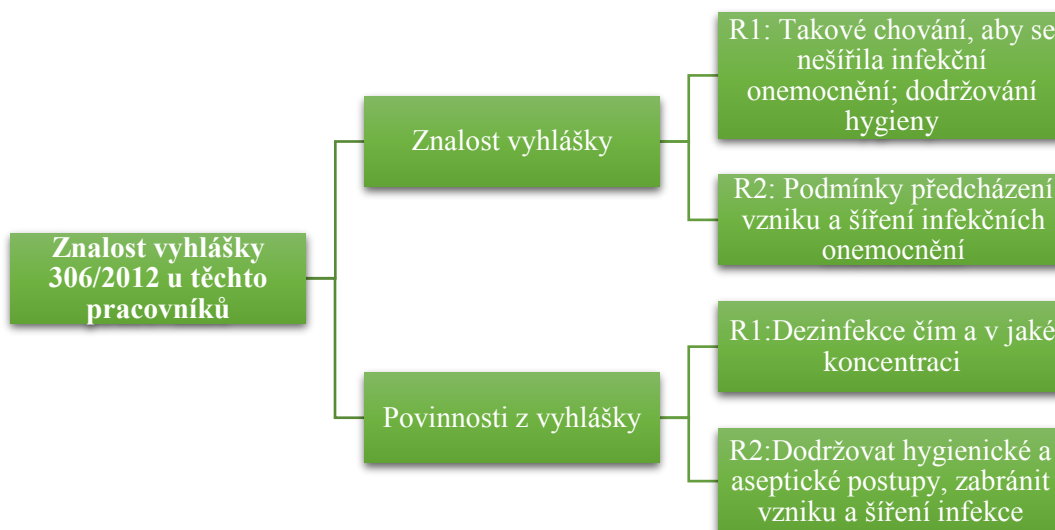 Znalost vyhlášky
306/2012 u těchto
pracovníků
Znalost vyhlášky
R1: Takové chování, aby se
nešířila infekční
onemocnění; dodržování
hygieny
R2: Podmínky předcházení
vzniku a šíření infekčních
onemocnění
Povinnosti z vyhlášky
R1:Dezinfekce čím a v jaké
koncentraci
R2:Dodržovat hygienické a
aseptické postupy, zabránit
vzniku a šíření infekce